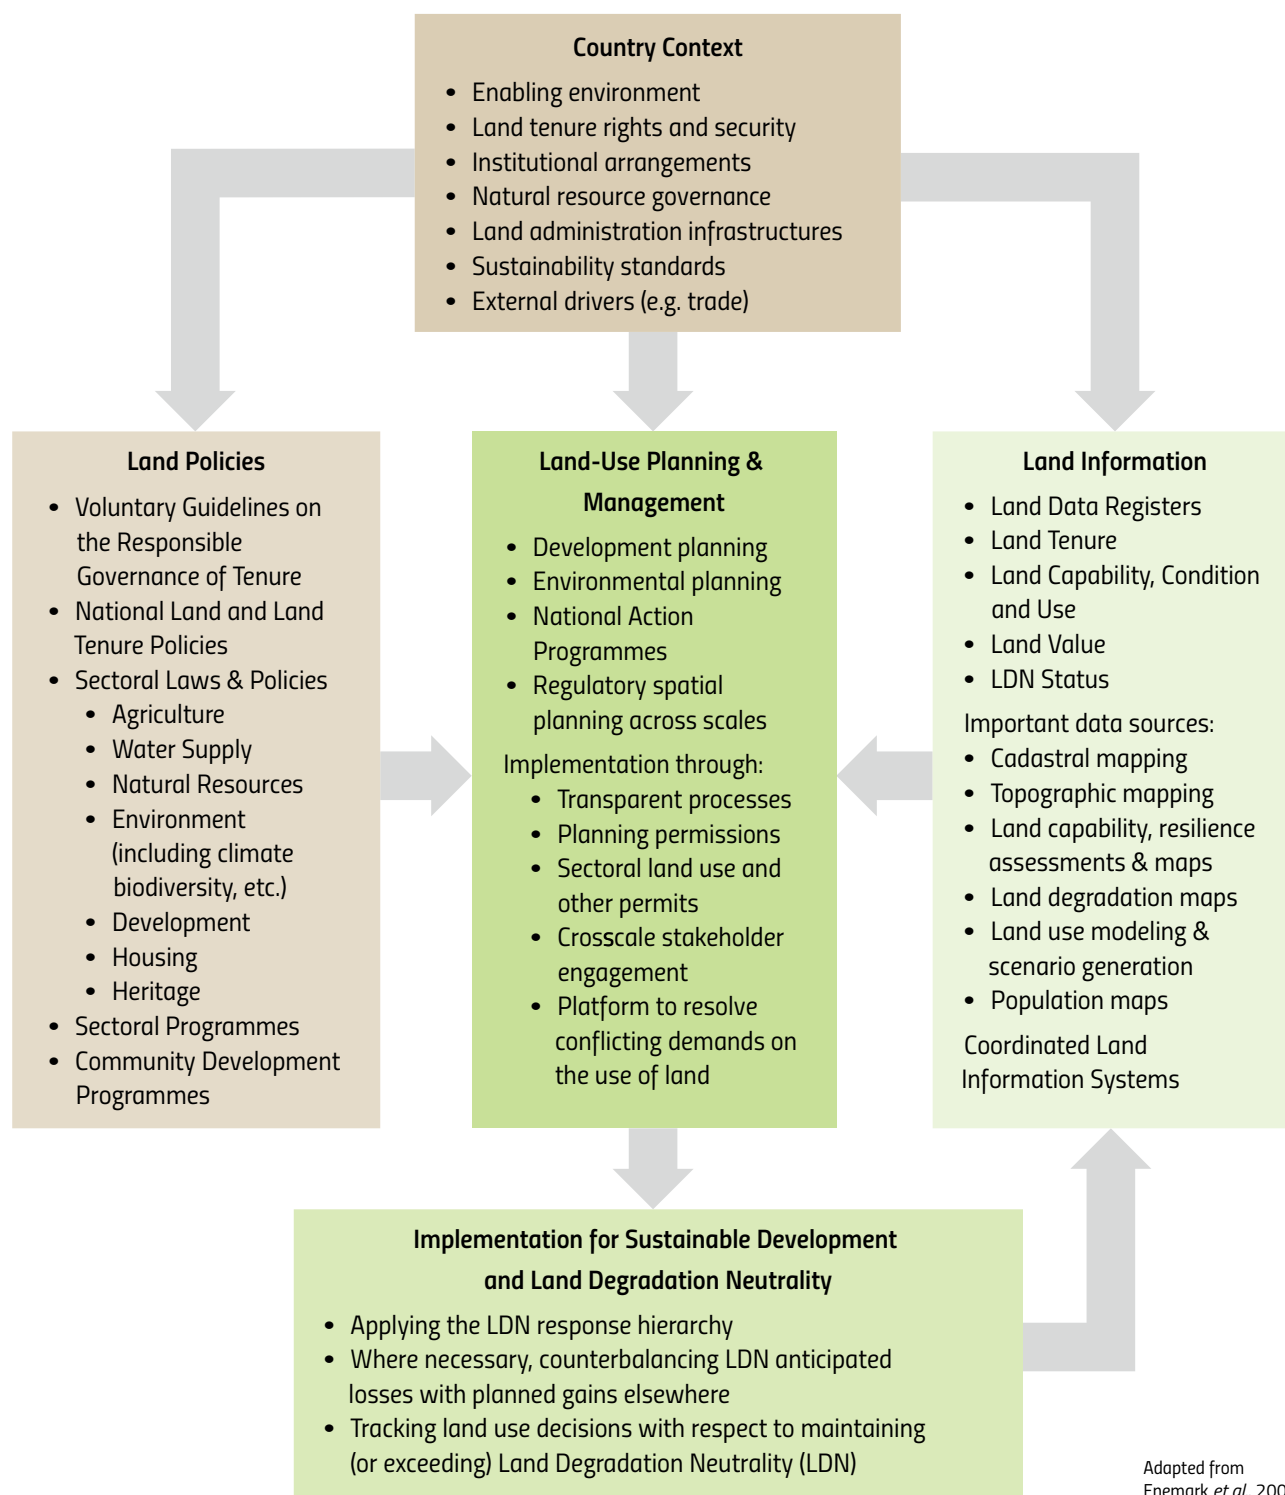 Country Context
• Enabling environment
• Land tenure rights and security
• Institutional arrangements
• Natural resource governance
• Land administration infrastructures
• Sustainability standards
• External drivers (e.g. trade)
Land Policies
• Voluntary Guidelines on
the Responsible
Governance of Tenure
• National Land and Land
Tenure Policies
• Sectoral Laws & Policies
• Agriculture
• Water Supply
• Natural Resources
• Environment
(including climate
biodiversity, etc.)
• Development
• Housing
• Heritage
• Sectoral Programmes
• Community Development
Programmes
Land-Use Planning &
Management
• Development planning
• Environmental planning
• National Action
Programmes
• Regulatory spatial
planning across scales
Implementation through:
• Transparent processes
• Planning permissions
• Sectoral land use and
other permits
• Crosscale stakeholder
engagement
• Platform to resolve
conflicting demands on
the use of land
Land Information
• Land Data Registers
• Land Tenure
• Land Capability, Condition
and Use
• Land Value
• LDN Status
Important data sources:
• Cadastral mapping
• Topographic mapping
• Land capability, resilience
assessments & maps
• Land degradation maps
• Land use modeling &
scenario generation
• Population maps
Coordinated Land
Information Systems
Implementation for Sustainable Development
and Land Degradation Neutrality
• Applying the LDN response hierarchy
• Where necessary, counterbalancing LDN anticipated
losses with planned gains elsewhere
• Tracking land use decisions with respect to maintaining
(or exceeding) Land Degradation Neutrality (LDN)
Adapted from
Enemark et al.